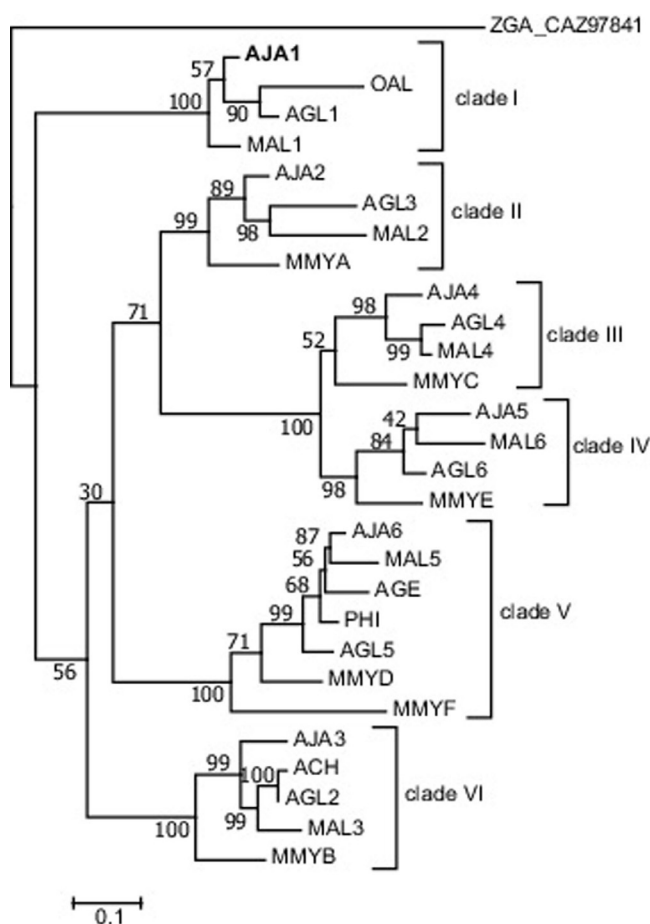 ZGA_CAZ97841
AJA1
57
OAL
clade I
100
90
AGL1
MAL1
AJA2
89
AGL3
clade II
99
98
MAL2
MMYA
AJA4
98
71
AGL4
clade III
52
99
MAL4
MMYC
AJA5
42
100
84
MAL6
clade IV
AGL6
98
MMYE
30
AJA6
87
56
MAL5
68
AGE
clade V
99
PHI
71
AGL5
56
MMYD
100
MMYF
AJA3
99
100
ACH
AGL2
clade VI
99
100
MAL3
MMYB
0.1